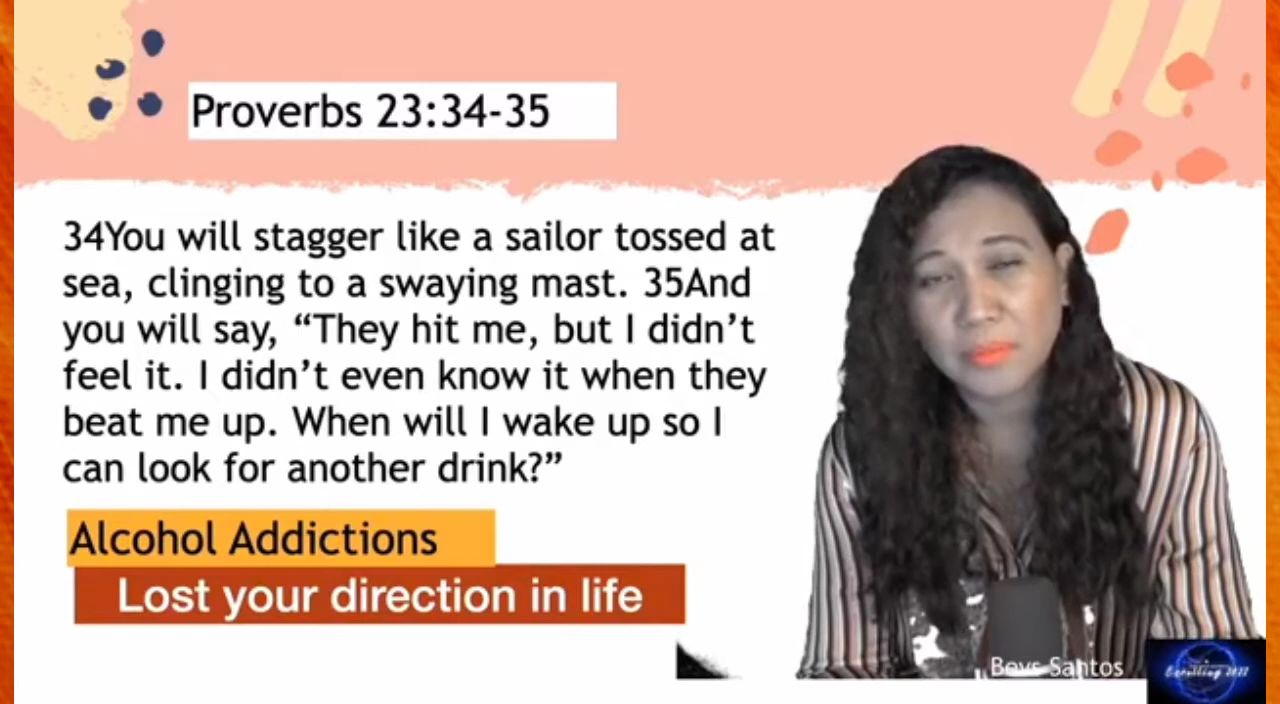 Proverbs 23:34-35
34You will stagger like a sailor tossed at
sea, clinging to a swaying mast. 35And
you will say, “They hit me, but I didn’t
feel it. I didn’t even know it when they
beat me up. When will I wake up so I
can look for another drink?”
Alcohol Addictions
Lost your direction in life
Santos